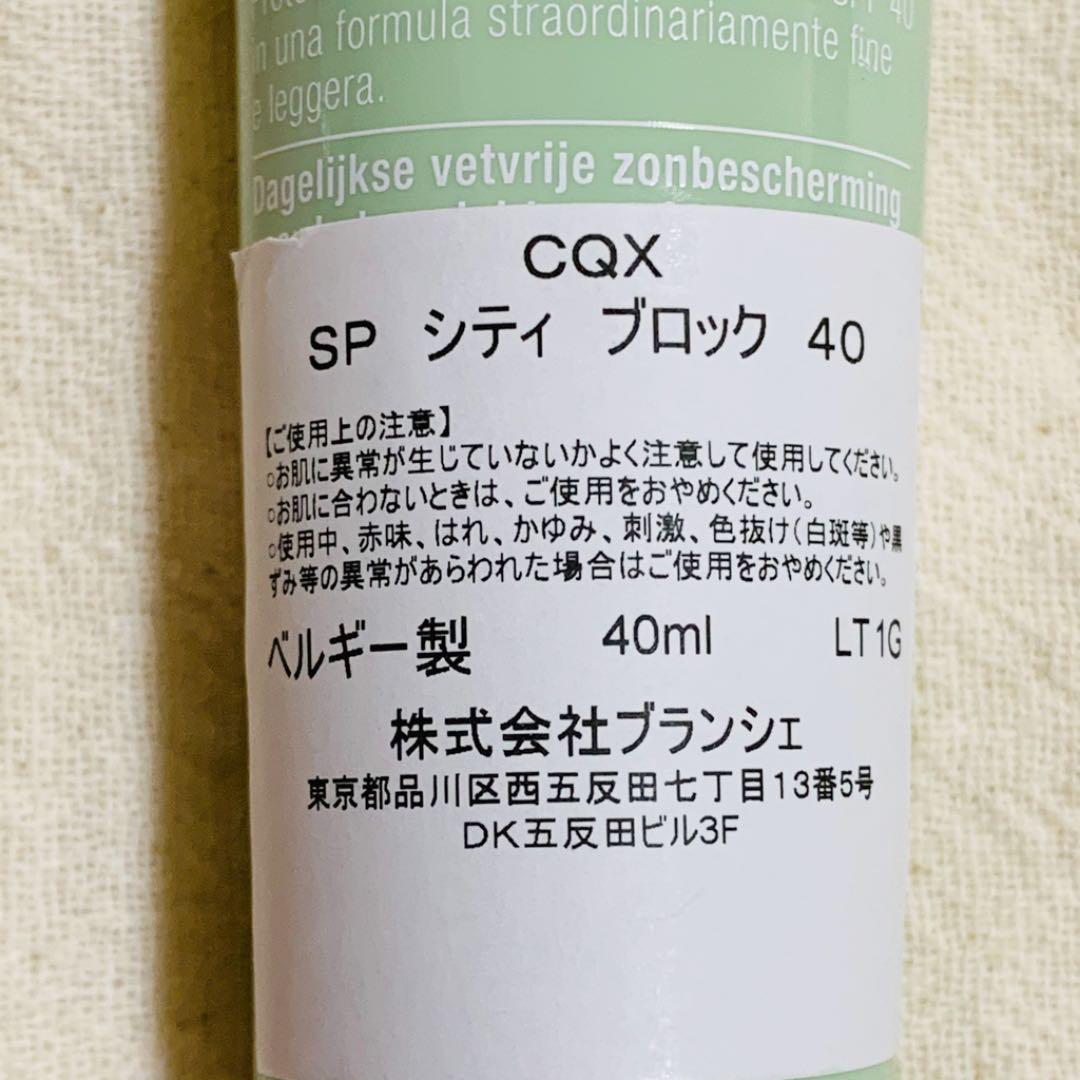 40
in una formula straordinariamente fine
e leggera.
Dagelijkse vetvrije zonbescherming
CQX
SP シティ ブロック 40
【ご使用上の注意】
○お肌に異常が生じていないかよく注意して使用してください。
○お肌に合わないときは、ご使用をおやめください。
○使用中、赤味、はれ、かゆみ、刺激、色抜け(白斑等)や黒
ずみ等の異常があらわれた場合はご使用をおやめください。
ベルギー製 40ml LT1G
株式会社ブランシェ
東京都品川区西五反田七丁目13番5号
DK五反田ビル3F